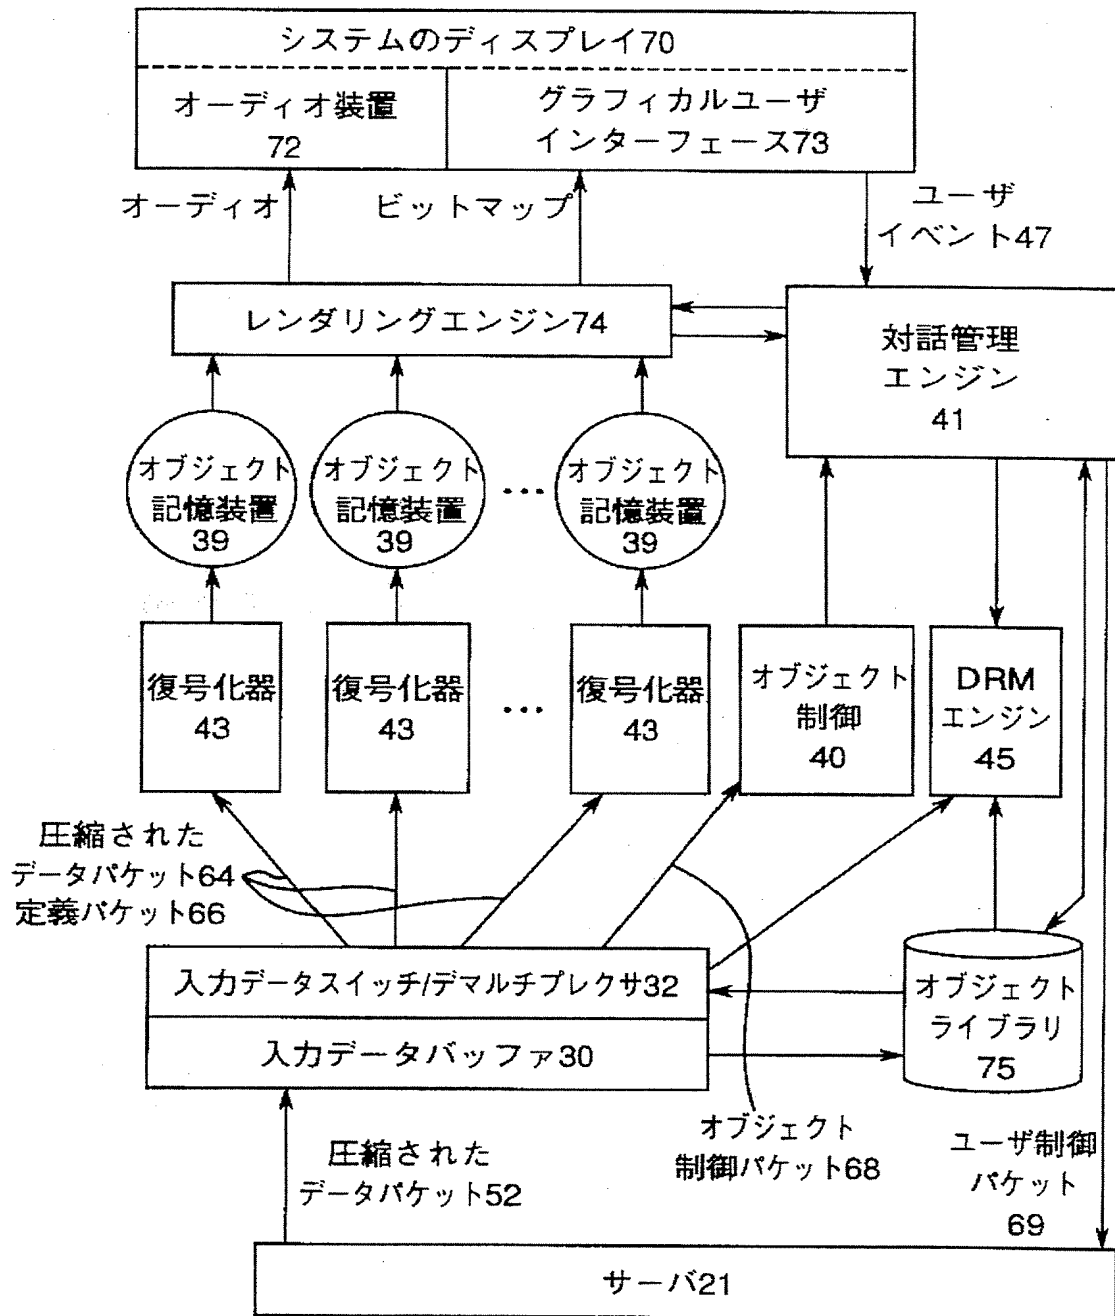 システムのディスプレイ70
オーディオ装置
72
グラフィカルユーザ
インターフェース73
オーディオ
ビットマップ
ユーザ
イベント47
レンダリングエンジン74
対話管理
エンジン
41
オブジェクト
記憶装置
39
オブジェクト
記憶装置
39
…
オブジェクト
記憶装置
39
復号化器
43
復号化器
43
…
復号化器
43
オブジェクト
制御
40
DRM
エンジン
45
圧縮された
データパケット64
定義パケット66
入力データスイッチ/デマルチプレクサ32
入力データバッファ30
オブジェクト
ライブラリ
75
圧縮された
データパケット52
オブジェクト
制御パケット68
ユーザ制御
パケット
69
サーバ21